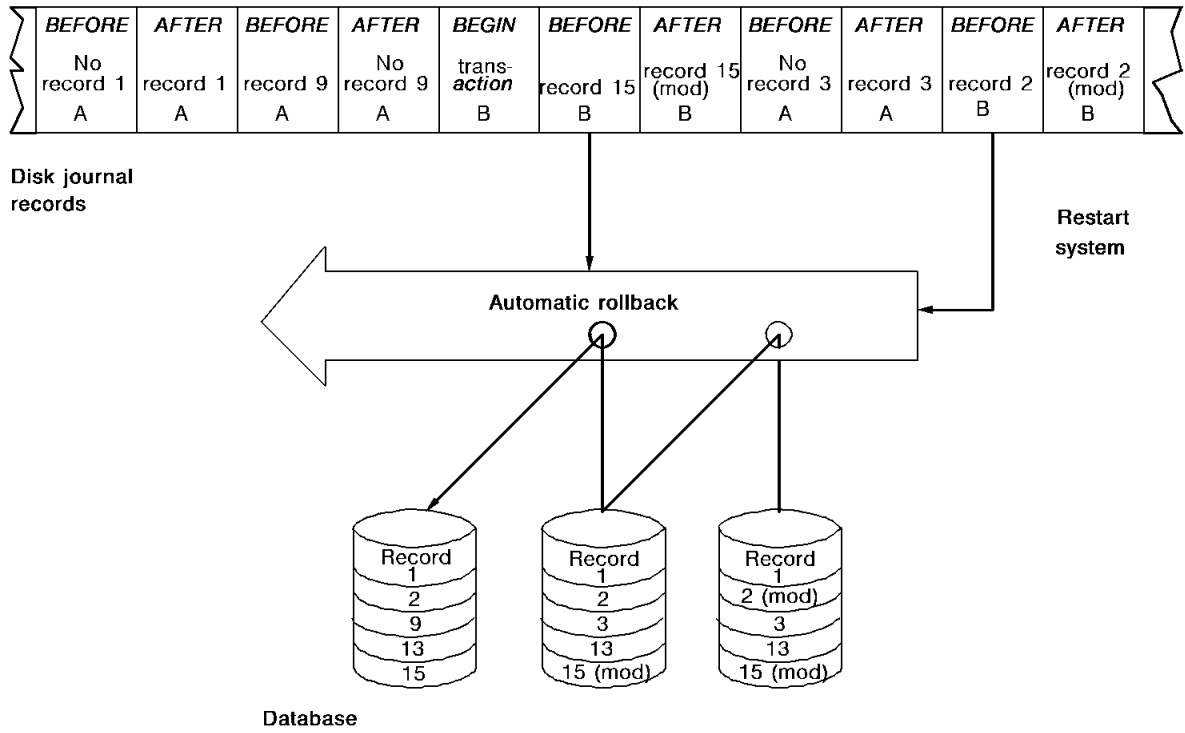 BEFORE AFTER BEFORE AFTER BEGIN BEFORE AFTER BEFORE AFTER BEFORE AFTER
No
record 1
A
record 1
A
record 9
A
No
record 9
A
trans-
action
B
record 15
B
record 15
(mod)
B
No
record 3
A
record 3
A
record 2
B
record 2
(mod)
B
Disk journal
records
Restart
system
Automatic rollback
Record
1
2
9
13
15
Record
1
2
3
13
15 (mod)
Record
1
2 (mod)
3
13
15 (mod)
Database